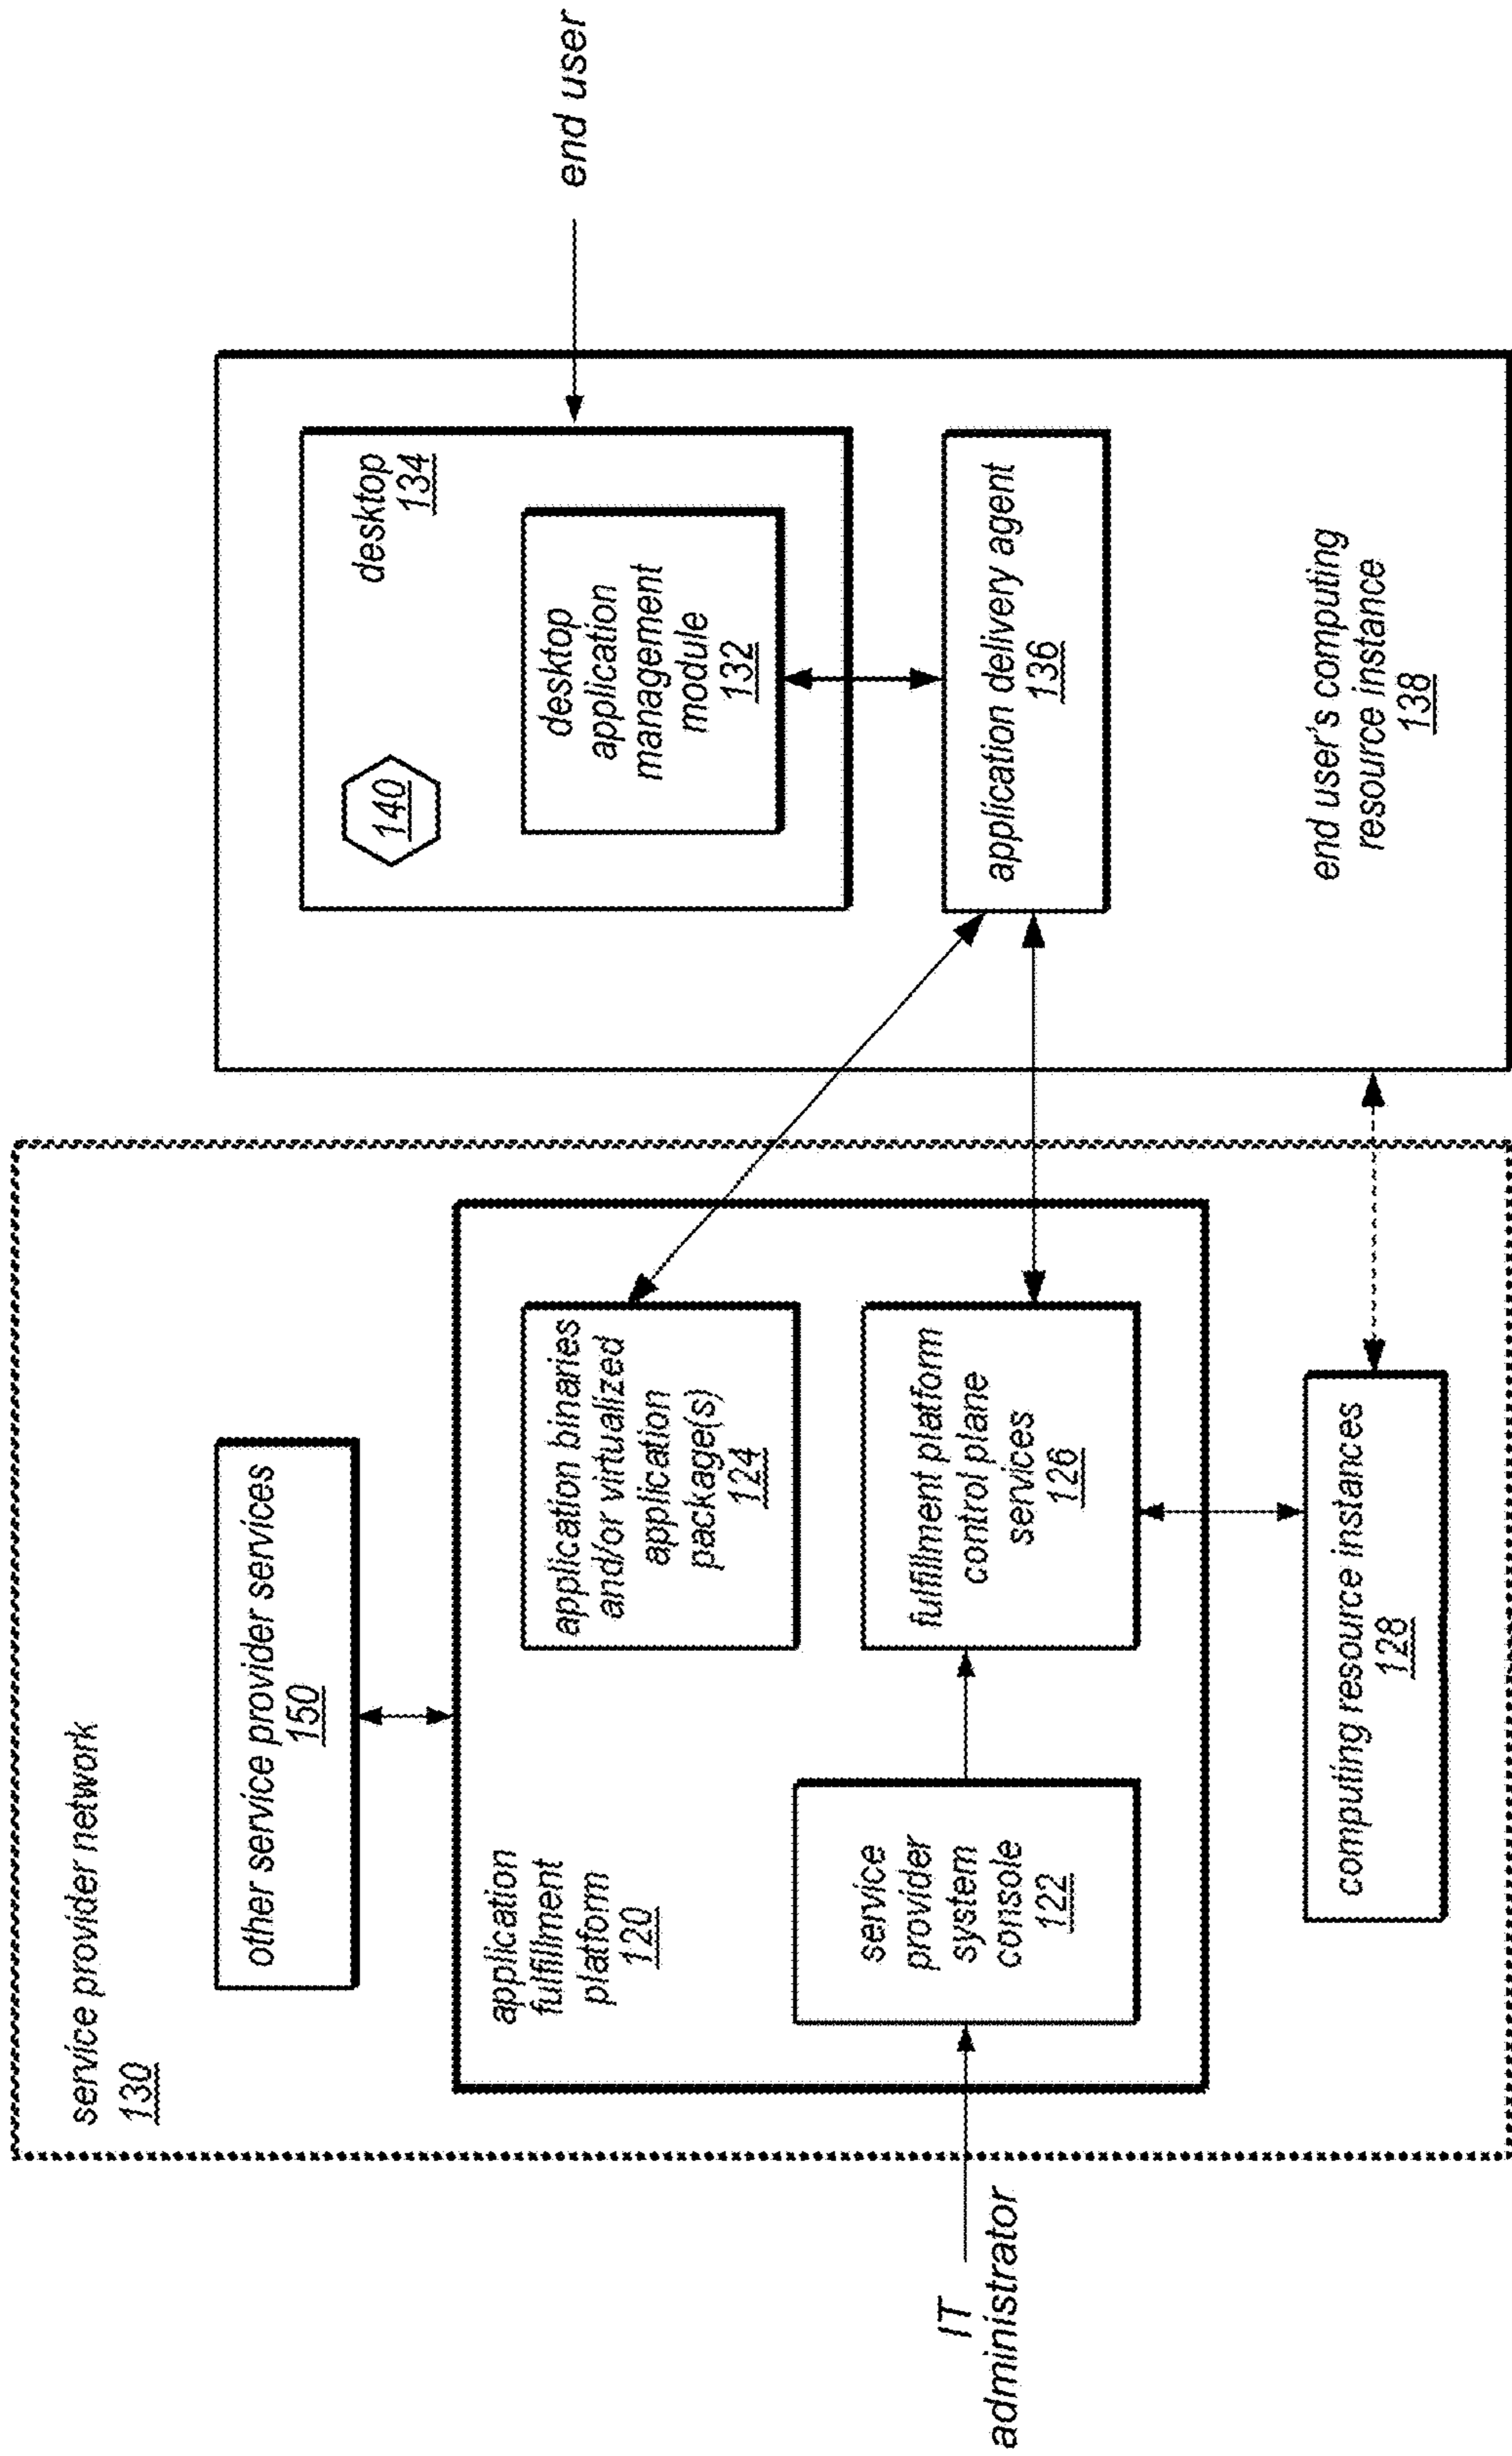 service provider network
130
other service provider services
150
application
fulfillment
platform
120
application binaries
and/or virtualized
application
package(s)
124
service
provider
system
console
122
fulfillment platform
control plane
services
126
computing resource instances
128
IT
administrator
desktop
134
140
desktop
application
management
module
132
application delivery agent
136
end user's computing
resource instance
138
end user